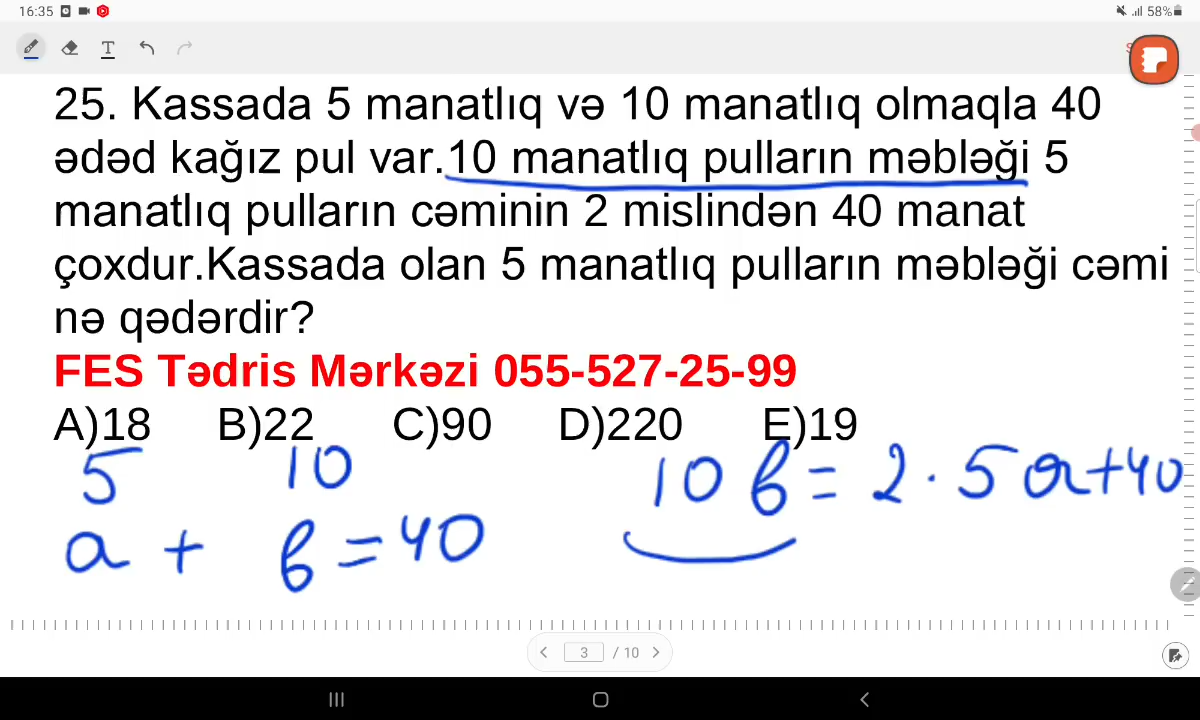 16:35 58%
T
25. Kassada 5 manatlıq və 10 manatlıq olmaqla 40
ədəd kağız pul var.10 manatlıq pulların məbləği 5
manatlıq pulların cəminin 2 mislindən 40 manat
çoxdur.Kassada olan 5 manatlıq pulların məbləği cəmi
nə qədərdir?
FES Tədris Mərkəzi 055-527-25-99
A)18 B)22 C)90 D)220 E)19
5 10 10 в = 2 · 5 a + 40
a + в = 40
3 / 10